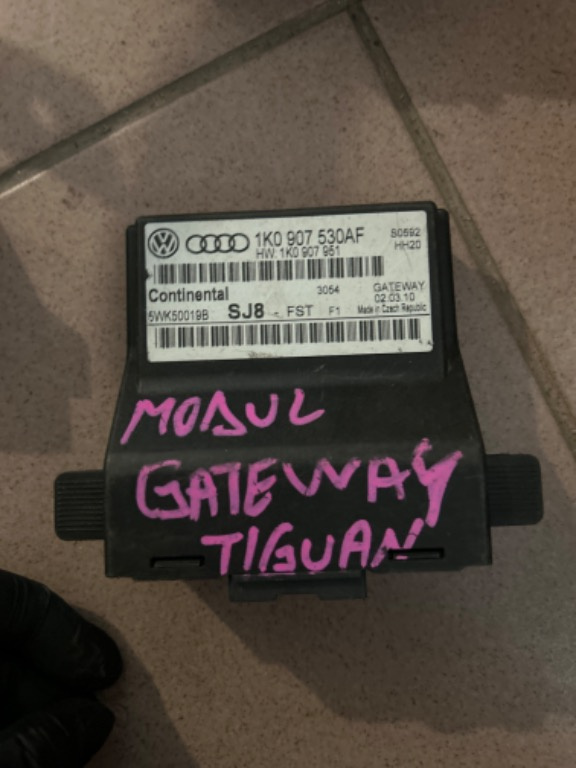 1K0 907 530AF
S0592
HW: 1K0 907 951
HH20
Continental
3054
GATEWAY
02.03.10
5WK50019B
SJ8 - FST F1
Made in Czech Republic
MODUL
GATEWAY
TIGUAN